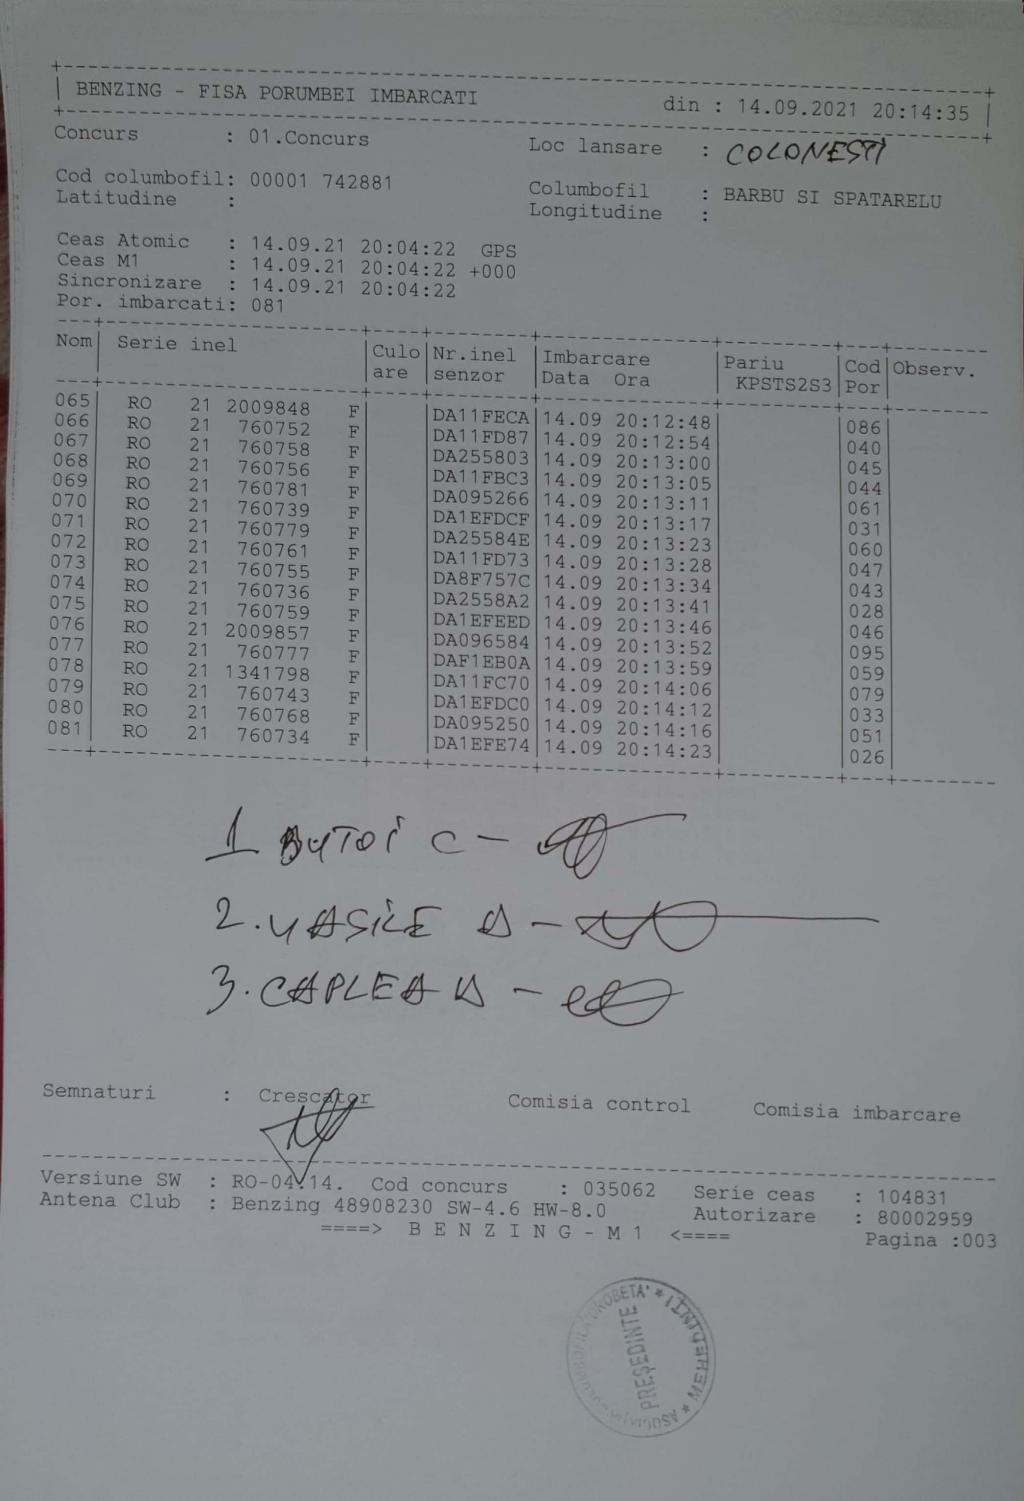 BENZING - FISA PORUMBEI IMBARCATI din : 14.09.2021 20:14:35
Concurs : 01.Concurs Loc lansare : COLONESTI
Cod columbofil: 00001 742881 Columbofil : BARBU SI SPATARELU
Latitudine : Longitudine :
Ceas Atomic : 14.09.21 20:04:22 GPS
Ceas M1 : 14.09.21 20:04:22 +000
Sincronizare : 14.09.21 20:04:22
Por. imbarcati: 081
Nom Serie inel Culo Nr.inel Imbarcare Pariu Cod Observ.
are senzor Data Ora KPSTS2S3 Por
065 RO 21 2009848 F DA11FECA 14.09 20:12:48 086
066 RO 21 760752 F DA11FD87 14.09 20:12:54 040
067 RO 21 760758 F DA255803 14.09 20:13:00 045
068 RO 21 760756 F DA11FBC3 14.09 20:13:05 044
069 RO 21 760781 F DA095266 14.09 20:13:11 061
070 RO 21 760739 F DA1EFDCF 14.09 20:13:17 031
071 RO 21 760779 F DA25584E 14.09 20:13:23 060
072 RO 21 760761 F DA11FD73 14.09 20:13:28 047
073 RO 21 760755 F DA8F757C 14.09 20:13:34 043
074 RO 21 760736 F DA2558A2 14.09 20:13:41 028
075 RO 21 760759 F DA1EFEED 14.09 20:13:46 046
076 RO 21 2009857 F DA096584 14.09 20:13:52 095
077 RO 21 760777 F DAF1EB0A 14.09 20:13:59 059
078 RO 21 1341798 F DA11FC70 14.09 20:14:06 079
079 RO 21 760743 F DA1EFDC0 14.09 20:14:12 033
080 RO 21 760768 F DA095250 14.09 20:14:16 051
081 RO 21 760734 F DA1EFE74 14.09 20:14:23 026
1 BUTOI C -
2. VASILE D -
3. CAPLEA D -
Semnaturi : Crescator Comisia control Comisia imbarcare
Versiune SW : RO-04.14. Cod concurs : 035062 Serie ceas : 104831
Antena Club : Benzing 48908230 SW-4.6 HW-8.0 Autorizare : 80002959
====> B E N Z I N G - M 1 <==== Pagina :003
ASOCIAȚIA COLUMBOFILĂ DROBETA * MEHEDINȚI *
PREȘEDINTE